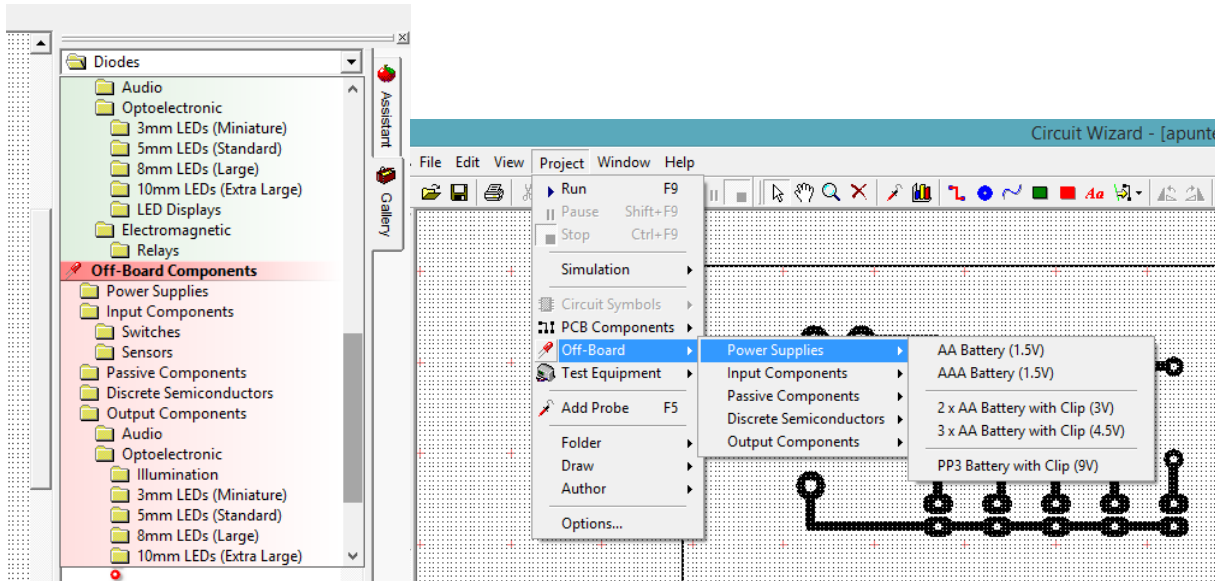 Diodes
Audio
Optoelectronic
3mm LEDs (Miniature)
5mm LEDs (Standard)
8mm LEDs (Large)
10mm LEDs (Extra Large)
LED Displays
Electromagnetic
Relays
Off-Board Components
Power Supplies
Input Components
Switches
Sensors
Passive Components
Discrete Semiconductors
Output Components
Audio
Optoelectronic
Illumination
3mm LEDs (Miniature)
5mm LEDs (Standard)
8mm LEDs (Large)
10mm LEDs (Extra Large)
Assistant
Gallery
Circuit Wizard - [apunte
File Edit View Project Window Help
Aa
Run F9
Pause Shift+F9
Stop Ctrl+F9
Simulation
Circuit Symbols
PCB Components
Off-Board
Test Equipment
Add Probe F5
Folder
Draw
Author
Options...
Power Supplies
Input Components
Passive Components
Discrete Semiconductors
Output Components
AA Battery (1.5V)
AAA Battery (1.5V)
2 x AA Battery with Clip (3V)
3 x AA Battery with Clip (4.5V)
PP3 Battery with Clip (9V)